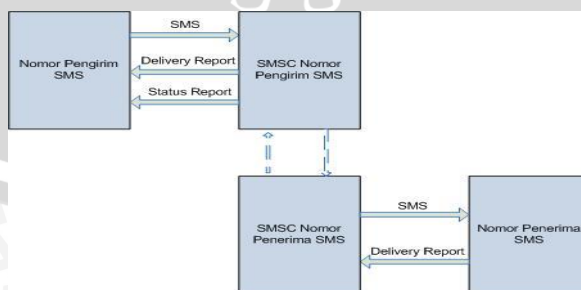 SMS
Nomor Pengirim
SMS
Delivery Report
SMSC Nomor
Pengirim SMS
Status Report
SMSC Nomor
Penerima SMS
SMS
Delivery Report
Nomor Penerima
SMS